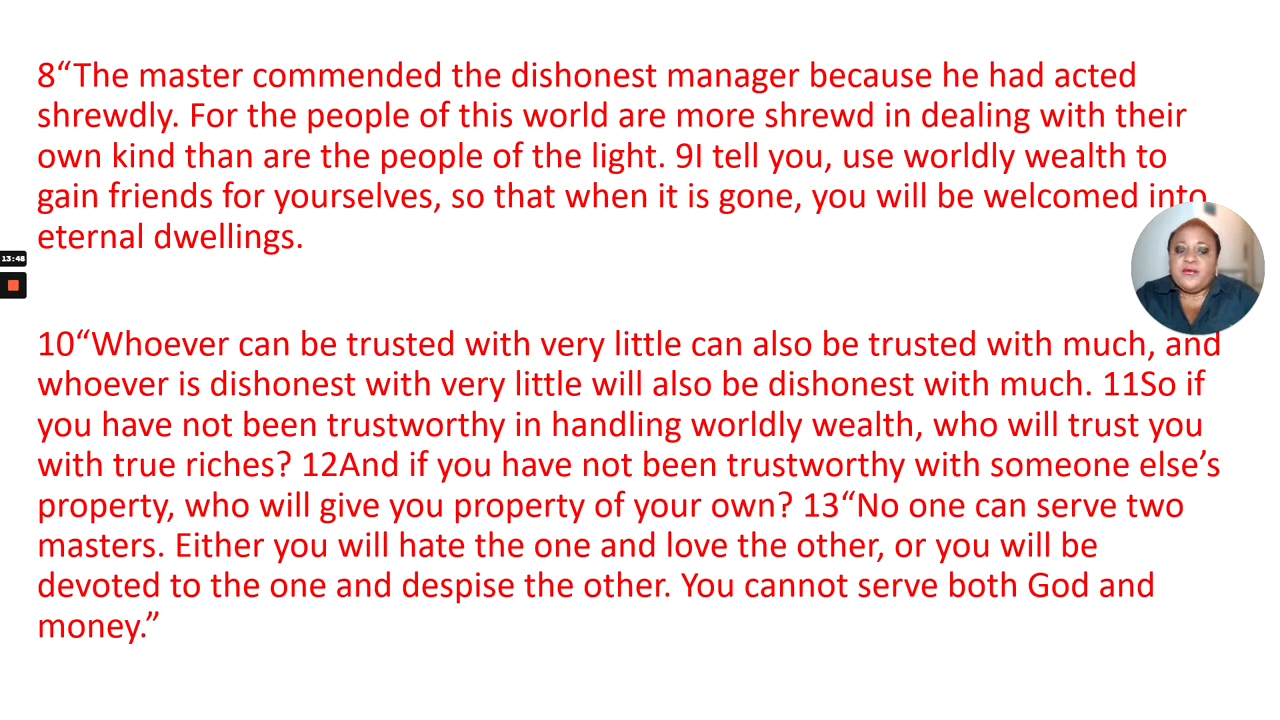 8“The master commended the dishonest manager because he had acted
shrewdly. For the people of this world are more shrewd in dealing with their
own kind than are the people of the light. 9I tell you, use worldly wealth to
gain friends for yourselves, so that when it is gone, you will be welcomed into
eternal dwellings.
13:48
10“Whoever can be trusted with very little can also be trusted with much, and
whoever is dishonest with very little will also be dishonest with much. 11So if
you have not been trustworthy in handling worldly wealth, who will trust you
with true riches? 12And if you have not been trustworthy with someone else’s
property, who will give you property of your own? 13“No one can serve two
masters. Either you will hate the one and love the other, or you will be
devoted to the one and despise the other. You cannot serve both God and
money.”